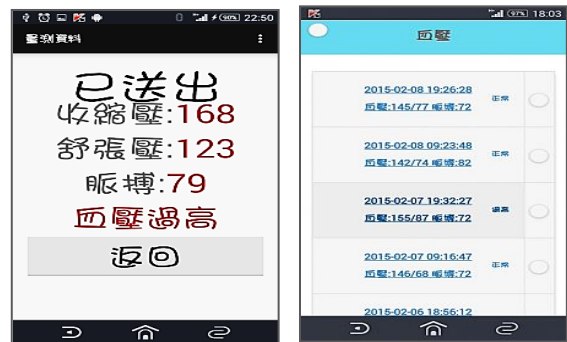 90% 22:50
量測資料
已送出
收縮壓:168
舒張壓:123
脈搏:79
血壓過高
返回
97% 18:03
血壓
2015-02-08 19:26:28
血壓:145/77 脈搏:72
正常
2015-02-08 09:23:48
血壓:142/74 脈搏:82
正常
2015-02-07 19:32:27
血壓:155/87 脈搏:72
過高
2015-02-07 09:16:47
血壓:146/68 脈搏:72
正常
2015-02-06 18:56:12